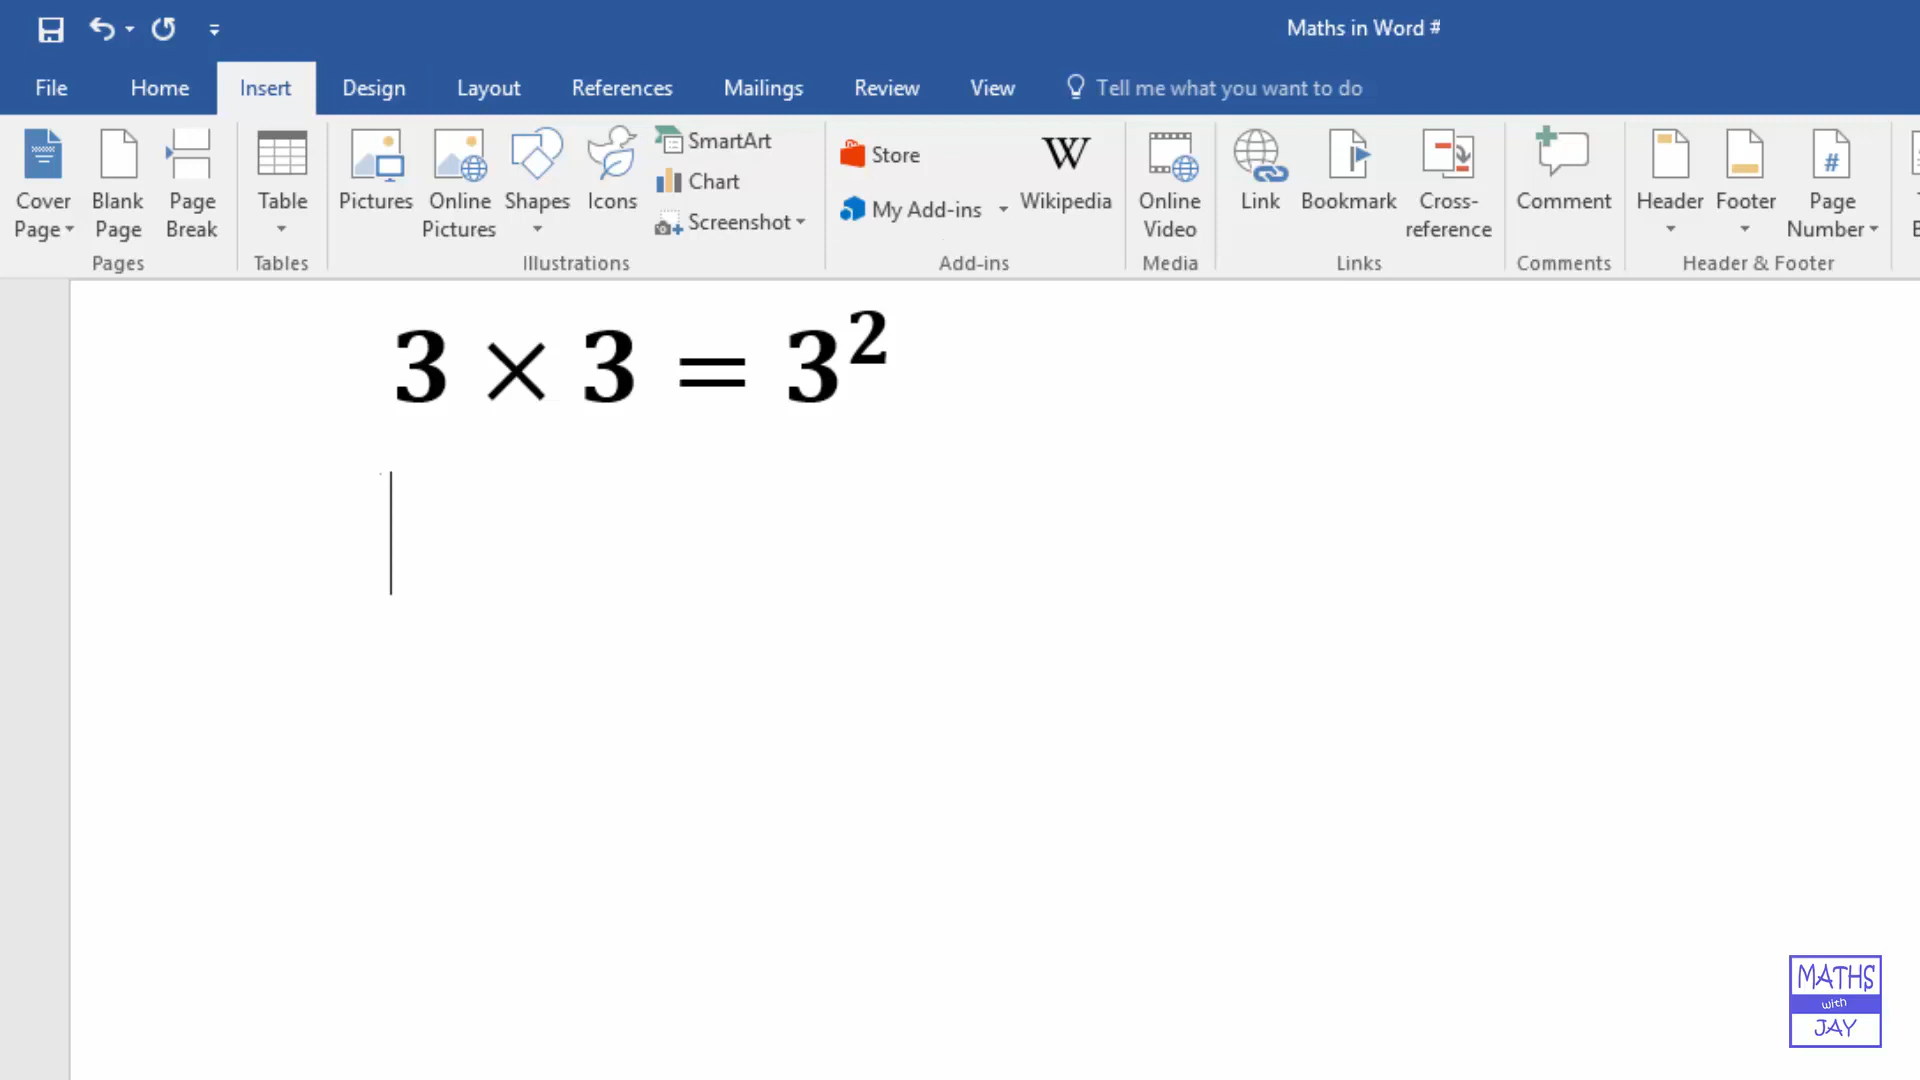 Maths in Word #
File Home Insert Design Layout References Mailings Review View Tell me what you want to do
Cover Page
Blank Page
Page Break
Pages
Table
Tables
Pictures
Online Pictures
Shapes
Icons
SmartArt
Chart
Screenshot
Illustrations
Store
My Add-ins
W
Wikipedia
Add-ins
Online Video
Media
Link
Bookmark
Cross-reference
Links
Comment
Comments
Header
Footer
#
Page Number
Header & Footer
3 × 3 = 3²
MATHS
with
JAY